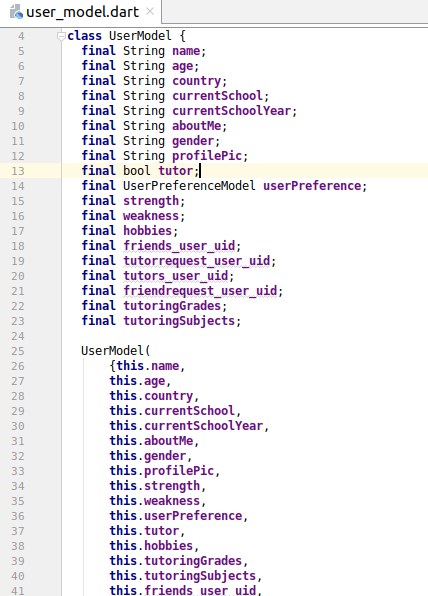 user_model.dart
4 class UserModel {
5 final String name;
6 final String age;
7 final String country;
8 final String currentSchool;
9 final String currentSchoolYear;
10 final String aboutMe;
11 final String gender;
12 final String profilePic;
13 final bool tutor;
14 final UserPreferenceModel userPreference;
15 final strength;
16 final weakness;
17 final hobbies;
18 final friends_user_uid;
19 final tutorrequest_user_uid;
20 final tutors_user_uid;
21 final friendrequest_user_uid;
22 final tutoringGrades;
23 final tutoringSubjects;
24
25 UserModel(
26 {this.name,
27 this.age,
28 this.country,
29 this.currentSchool,
30 this.currentSchoolYear,
31 this.aboutMe,
32 this.gender,
33 this.profilePic,
34 this.strength,
35 this.weakness,
36 this.userPreference,
37 this.tutor,
38 this.hobbies,
39 this.tutoringGrades,
40 this.tutoringSubjects,
41 this.friends_user_uid,